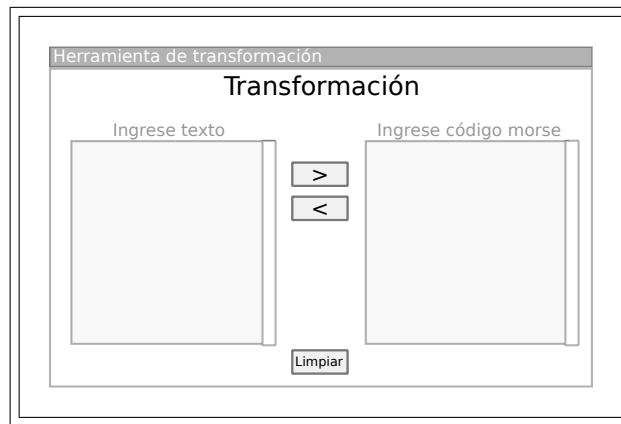 Herramienta de transformación
Transformación
Ingrese texto
Ingrese código morse
>
<
Limpiar